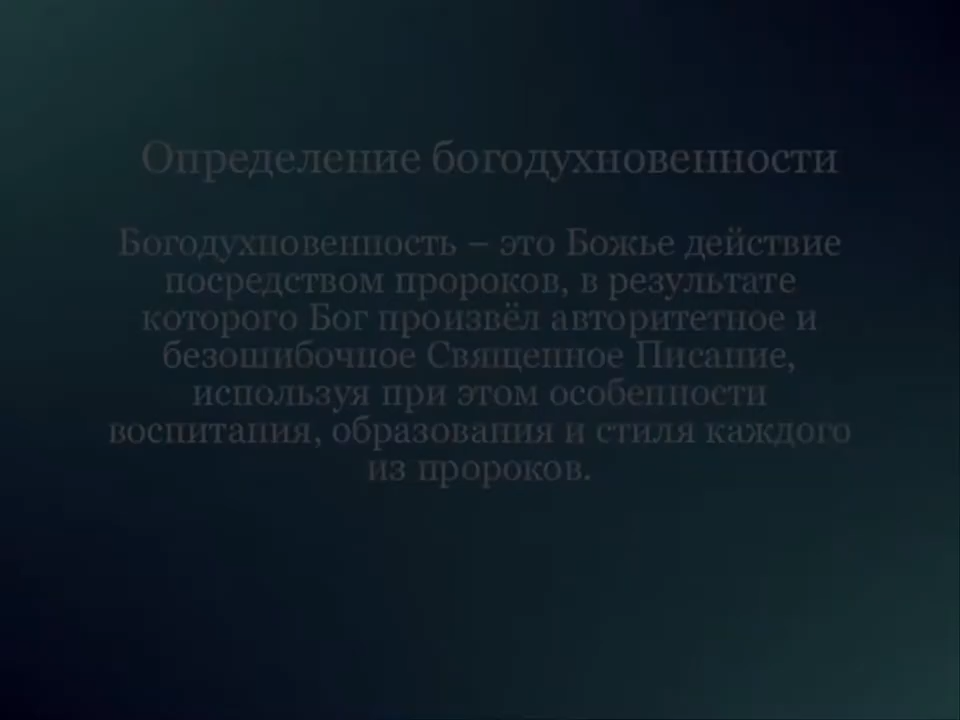 Определение богодухновенности
Богодухновенность – это Божье действие
посредством пророков, в результате
которого Бог произвёл авторитетное и
безошибочное Священное Писание,
используя при этом особенности
воспитания, образования и стиля каждого
из пророков.